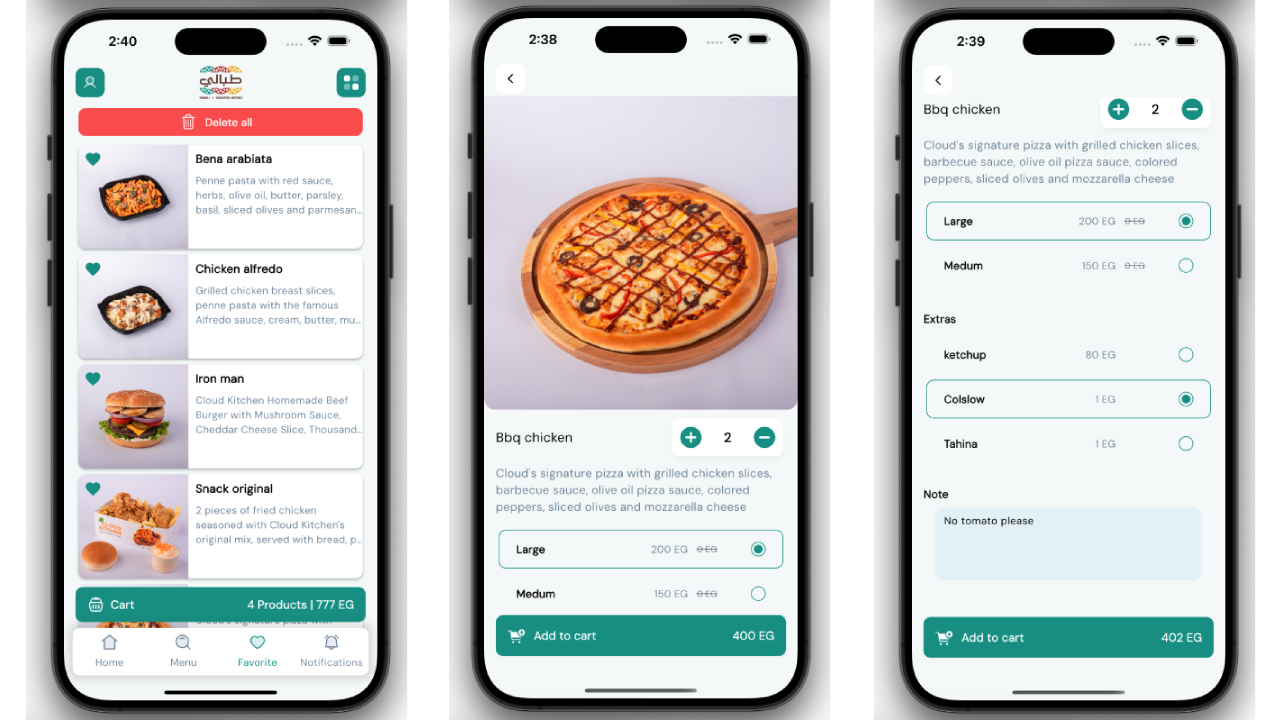 2:40
طبالي
Delete all
Bena arabiata
Penne pasta with red sauce,
herbs, olive oil, butter, parsley,
basil, sliced olives and parmesan...
Chicken alfredo
Grilled chicken breast slices,
penne pasta with the famous
Alfredo sauce, cream, butter, mu...
Iron man
Cloud Kitchen Homemade Beef
Burger with Mushroom Sauce,
Cheddar Cheese Slice, Thousand...
Snack original
2 pieces of fried chicken
seasoned with Cloud Kitchen's
original mix, served with bread, p...
Cart 4 Products | 777 EG
Cloud's signature pizza with
Home Menu Favorite Notifications
2:38
Bbq chicken 2
Cloud's signature pizza with grilled chicken slices,
barbecue sauce, olive oil pizza sauce, colored
peppers, sliced olives and mozzarella cheese
Large 200 EG 0 EG
Medum 150 EG 0 EG
Add to cart 400 EG
2:39
Bbq chicken 2
Cloud's signature pizza with grilled chicken slices,
barbecue sauce, olive oil pizza sauce, colored
peppers, sliced olives and mozzarella cheese
Large 200 EG 0 EG
Medum 150 EG 0 EG
Extras
ketchup 80 EG
Colslow 1 EG
Tahina 1 EG
Note
No tomato please
Add to cart 402 EG